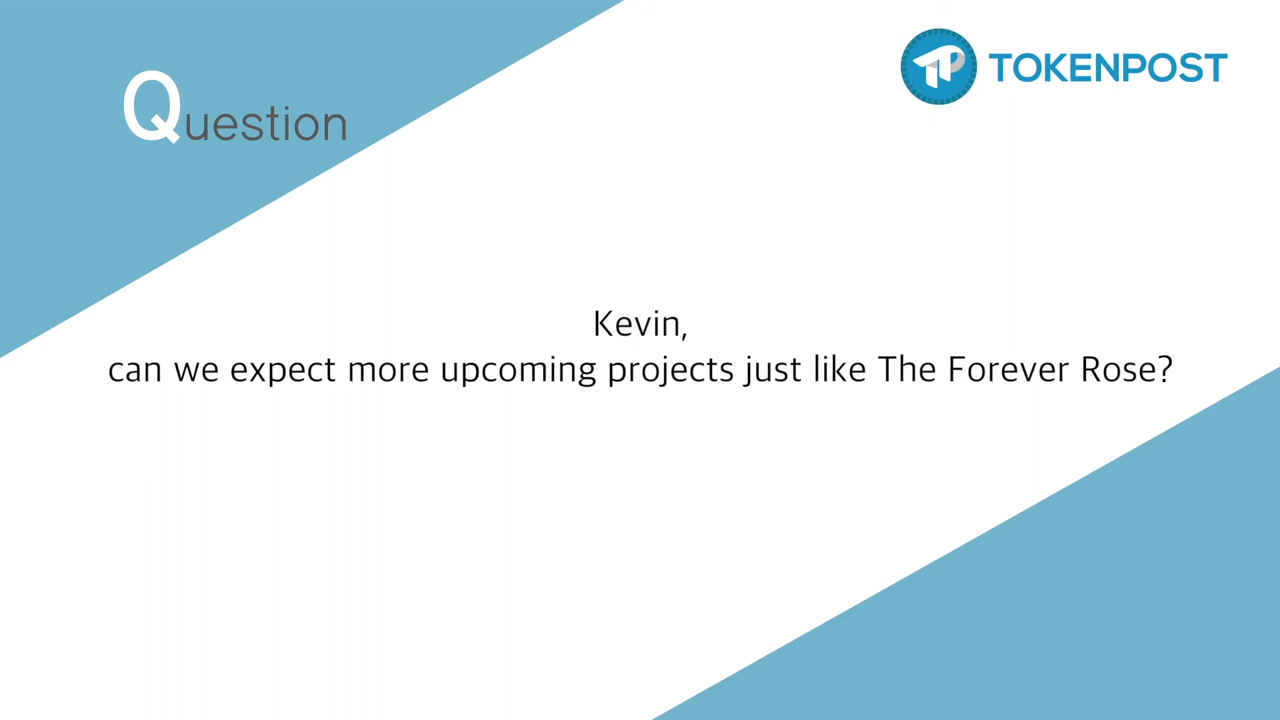 Question
TOKENPOST
Kevin,
can we expect more upcoming projects just like The Forever Rose?